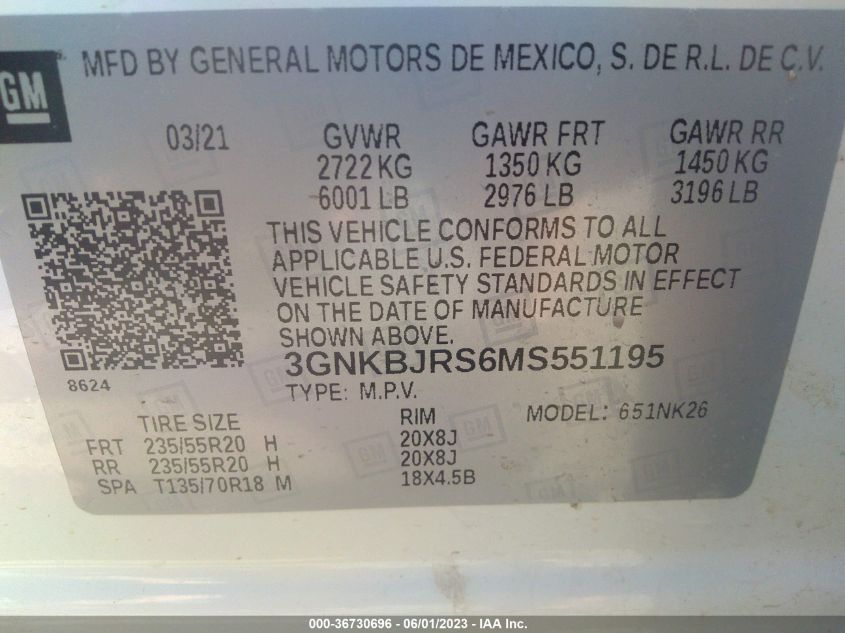 GM
MFD BY GENERAL MOTORS DE MEXICO, S. DE R.L. DE C.V.
03/21 GVWR GAWR FRT GAWR RR
2722 KG 1350 KG 1450 KG
6001 LB 2976 LB 3196 LB
THIS VEHICLE CONFORMS TO ALL
APPLICABLE U.S. FEDERAL MOTOR
VEHICLE SAFETY STANDARDS IN EFFECT
ON THE DATE OF MANUFACTURE
SHOWN ABOVE.
3GNKBJRS6MS551195
8624
TYPE: M.P.V.
TIRE SIZE RIM MODEL: 651NK26
FRT 235/55R20 H 20X8J
RR 235/55R20 H 20X8J
SPA T135/70R18 M 18X4.5B
000-36730696 - 06/01/2023 - IAA Inc.